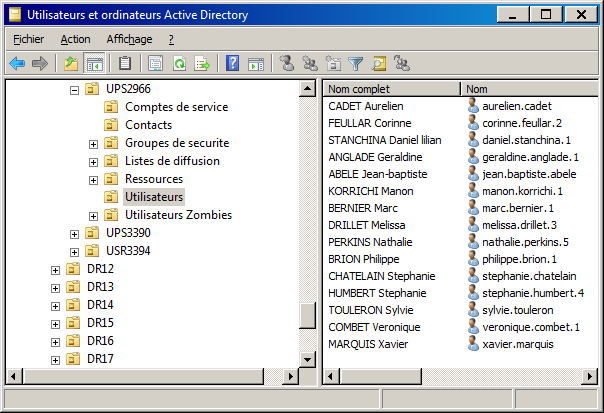 Utilisateurs et ordinateurs Active Directory
Fichier Action Affichage ?
UPS2966
Comptes de service
Contacts
Groupes de securite
Listes de diffusion
Ressources
Utilisateurs
Utilisateurs Zombies
UPS3390
USR3394
DR12
DR13
DR14
DR15
DR16
DR17
Nom complet Nom
CADET Aurelien aurelien.cadet
FEULLAR Corinne corinne.feullar.2
STANCHINA Daniel lilian daniel.stanchina.1
ANGLADE Geraldine geraldine.anglade.1
ABELE Jean-baptiste jean.baptiste.abele
KORRICHI Manon manon.korrichi.1
BERNIER Marc marc.bernier.1
DRILLET Melissa melissa.drillet.3
PERKINS Nathalie nathalie.perkins.5
BRION Philippe philippe.brion.1
CHATELAIN Stephanie stephanie.chatelain
HUMBERT Stephanie stephanie.humbert.4
TOULERON Sylvie sylvie.touleron
COMBET Veronique veronique.combet.1
MARQUIS Xavier xavier.marquis